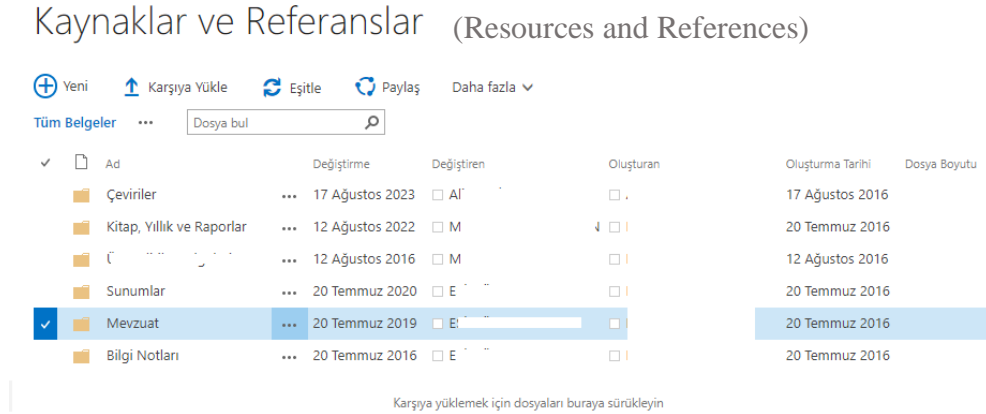 Kaynaklar ve Referanslar (Resources and References)
Yeni Karşıya Yükle Eşitle Paylaş Daha fazla
Tüm Belgeler ••• Dosya bul
Ad Değiştirme Değiştiren Oluşturan Oluşturma Tarihi Dosya Boyutu
Çeviriler ••• 17 Ağustos 2023 Al 17 Ağustos 2016
Kitap, Yıllık ve Raporlar ••• 12 Ağustos 2022 M 20 Temmuz 2016
••• 12 Ağustos 2016 M 12 Ağustos 2016
Sunumlar ••• 20 Temmuz 2020 E 20 Temmuz 2016
Mevzuat ••• 20 Temmuz 2019 20 Temmuz 2016
Bilgi Notları ••• 20 Temmuz 2016 E 20 Temmuz 2016
Karşıya yüklemek için dosyaları buraya sürükleyin